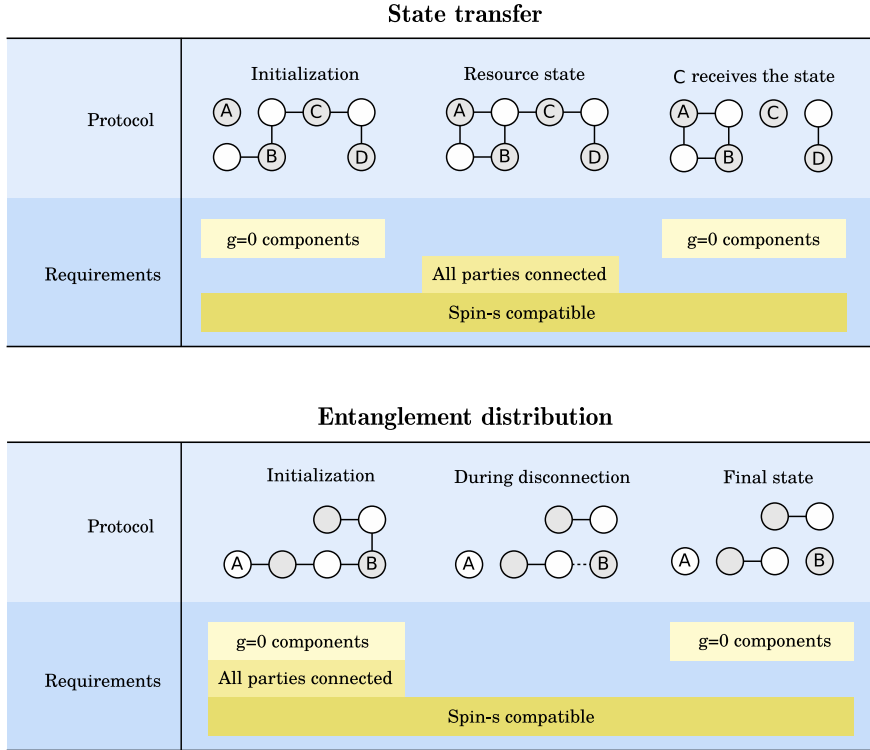 State transfer
Protocol
Initialization
Resource state
C receives the state
A
C
B
D
A
C
B
D
A
C
B
D
Requirements
g=0 components
g=0 components
All parties connected
Spin-s compatible
Entanglement distribution
Protocol
Initialization
During disconnection
Final state
A
B
A
B
A
B
Requirements
g=0 components
g=0 components
All parties connected
Spin-s compatible